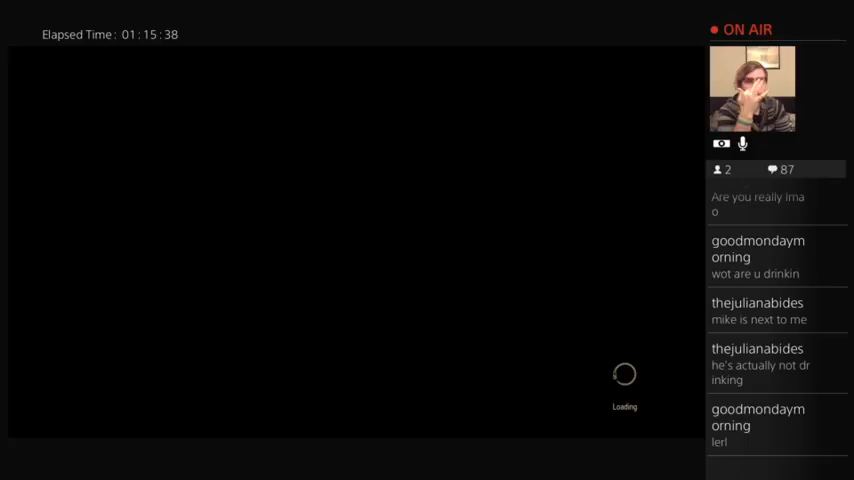 Elapsed Time: 01:15:38
ON AIR
2 87
Are you really lma
o
goodmondaym
orning
wot are u drinkin
thejulianabides
mike is next to me
thejulianabides
he's actually not dr
inking
goodmondaym
orning
lerl
Loading